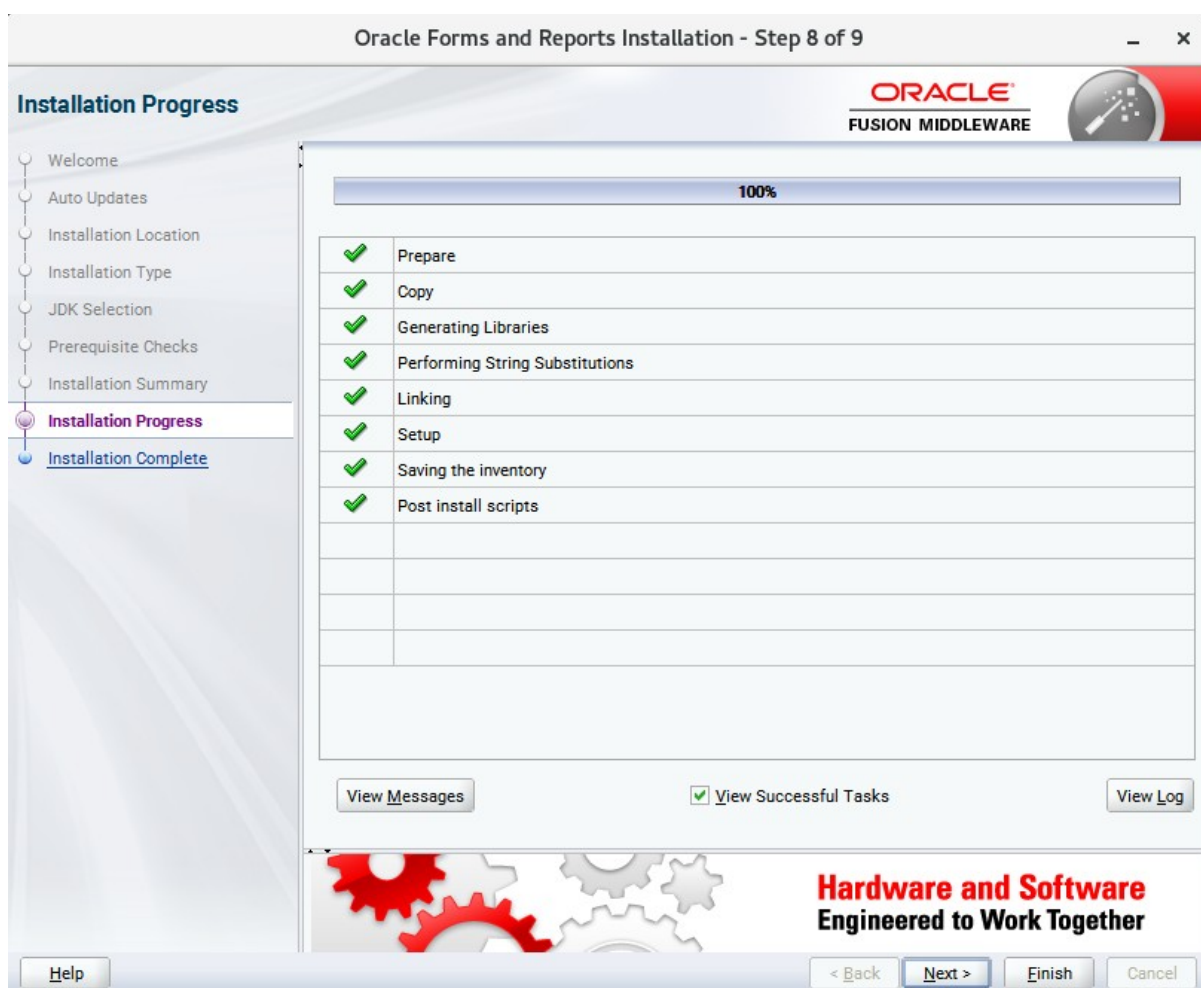 Oracle Forms and Reports Installation - Step 8 of 9
Installation Progress
ORACLE®
FUSION MIDDLEWARE
Welcome
Auto Updates
Installation Location
Installation Type
JDK Selection
Prerequisite Checks
Installation Summary
Installation Progress
Installation Complete
100%
Prepare
Copy
Generating Libraries
Performing String Substitutions
Linking
Setup
Saving the inventory
Post install scripts
View Messages
View Successful Tasks
View Log
Hardware and Software
Engineered to Work Together
Help
< Back
Next >
Finish
Cancel